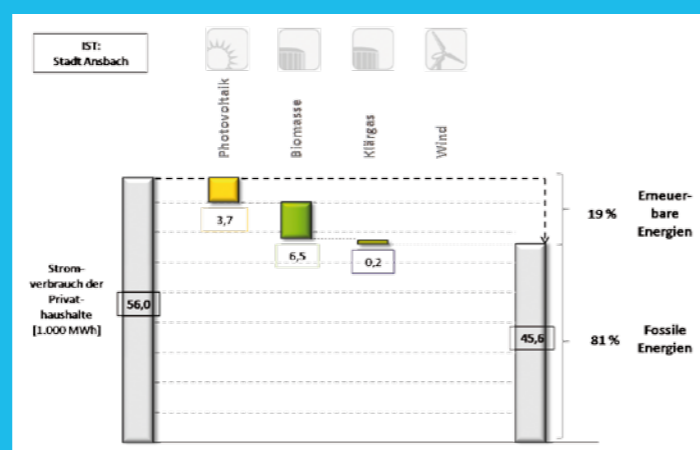 IST:
Stadt Ansbach
Photovoltaik
Biomasse
Klärgas
Wind
3,7
6,5
0,2
19 %
Erneuer-
bare
Energien
Strom-
verbrauch der
Privat-
haushalte
[1.000 MWh]
56,0
45,6
81 %
Fossile
Energien